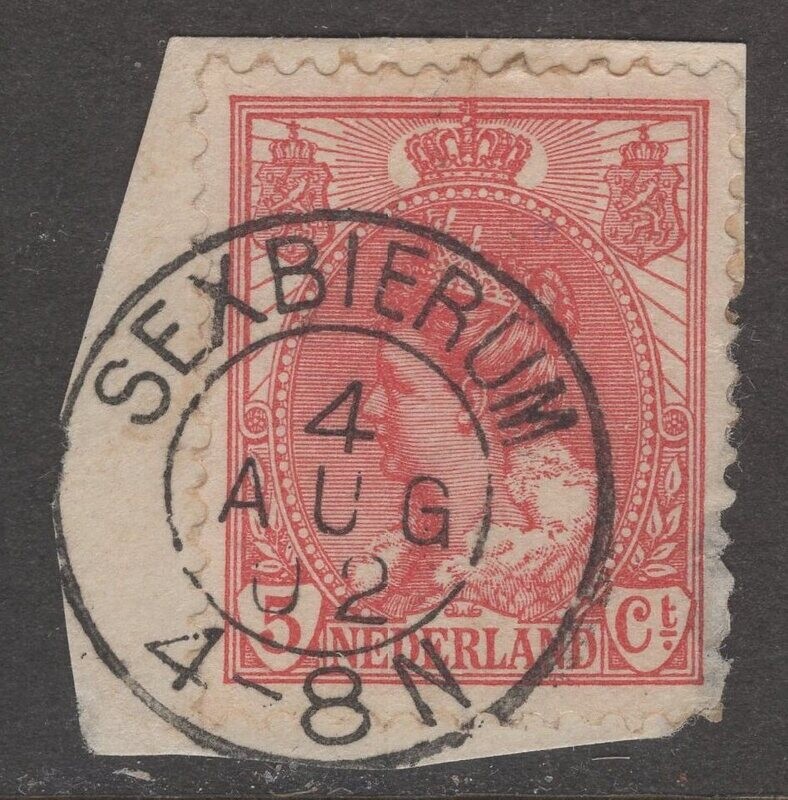 SEXBIERUM
4
AUG
02
4-8N
5 Ct.
NEDERLAND